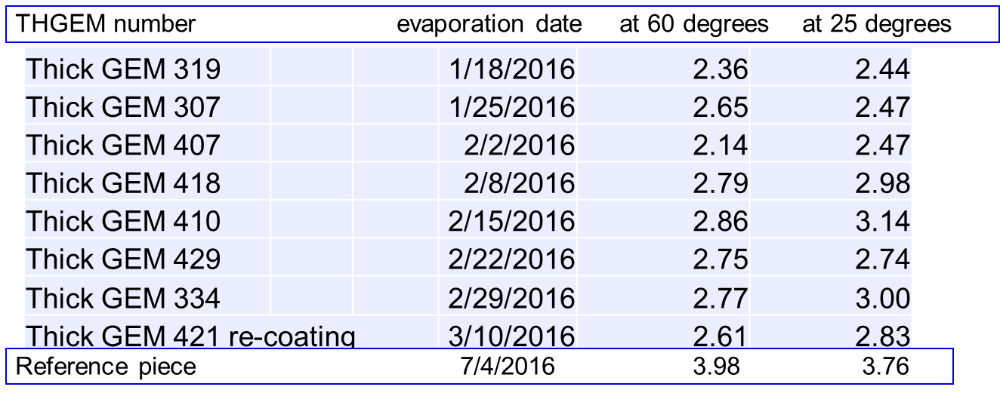 THGEM number evaporation date at 60 degrees at 25 degrees
Thick GEM 319 1/18/2016 2.36 2.44
Thick GEM 307 1/25/2016 2.65 2.47
Thick GEM 407 2/2/2016 2.14 2.47
Thick GEM 418 2/8/2016 2.79 2.98
Thick GEM 410 2/15/2016 2.86 3.14
Thick GEM 429 2/22/2016 2.75 2.74
Thick GEM 334 2/29/2016 2.77 3.00
Thick GEM 421 re-coating 3/10/2016 2.61 2.83
Reference piece 7/4/2016 3.98 3.76